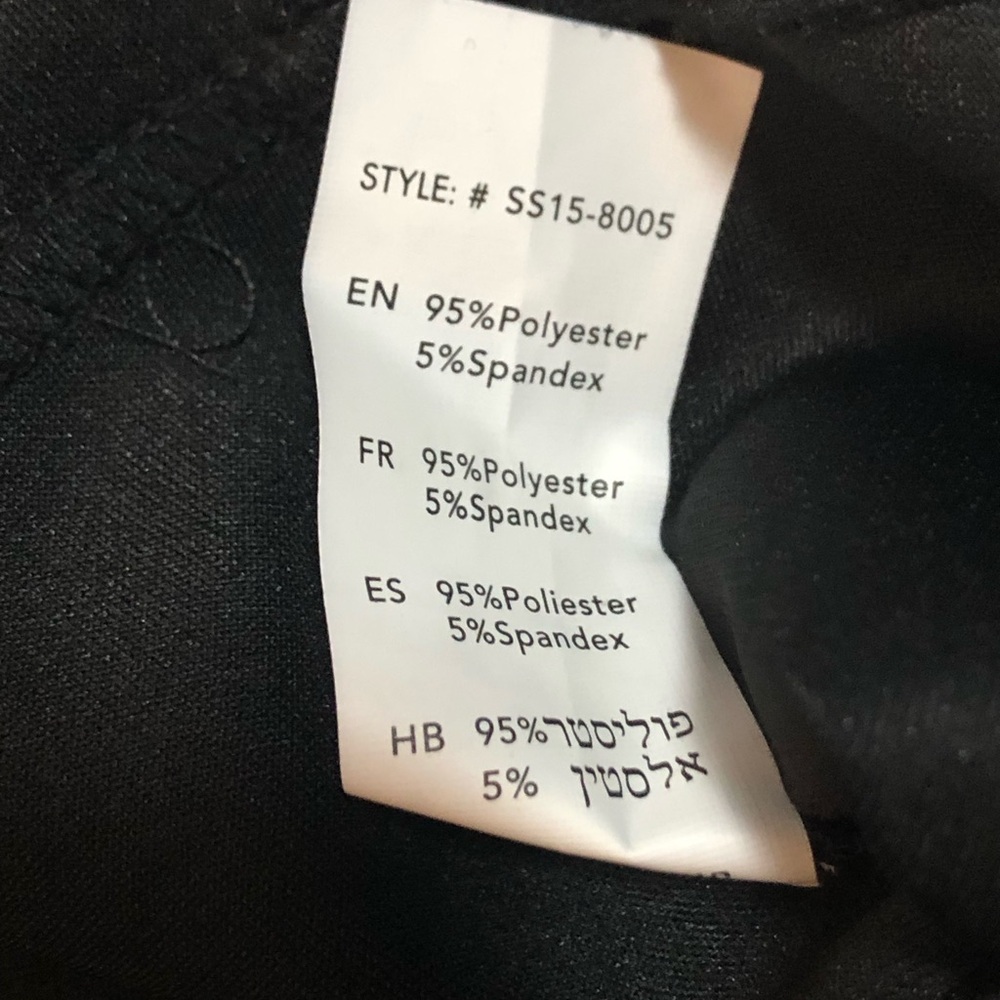 STYLE: # SS15-8005
EN 95%Polyester
5%Spandex
FR 95%Polyester
5%Spandex
ES 95%Poliester
5%Spandex
HB 95%פוליסטר
5% אלסטין